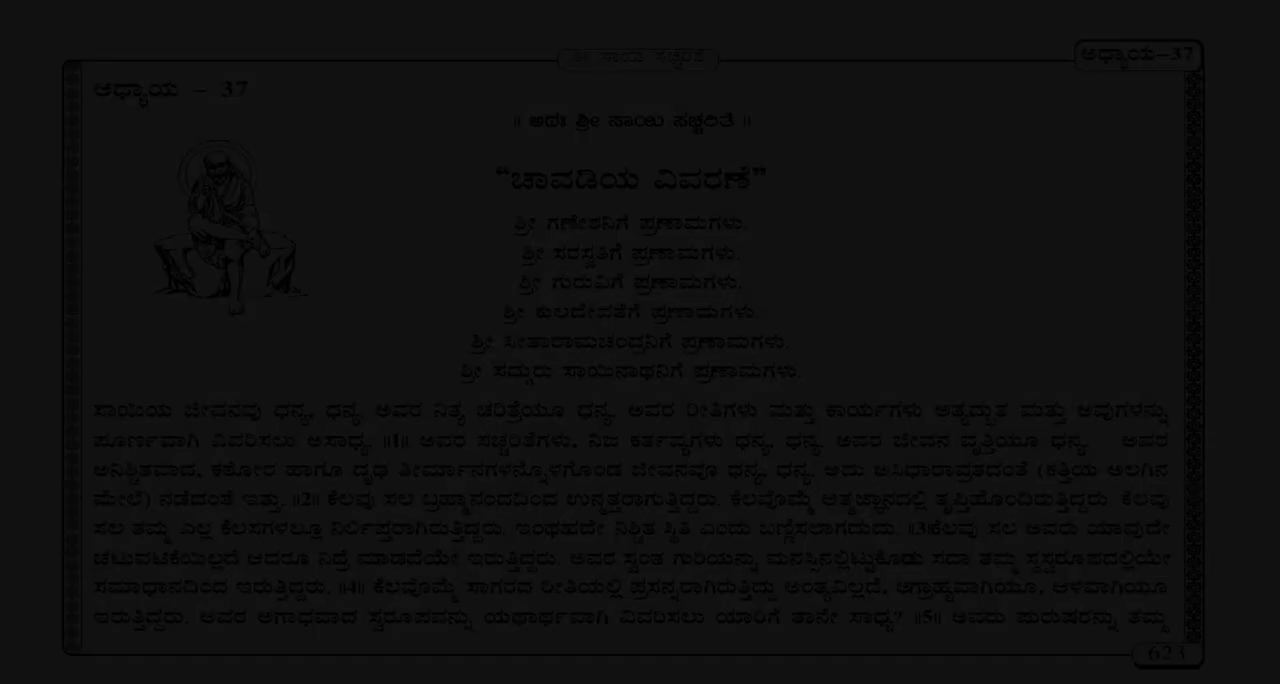 ಶ್ರೀ ಸಾಯಿ ಸಚ್ಚರಿತೆ
ಅಧ್ಯಾಯ–37
ಅಧ್ಯಾಯ – 37
॥ ಅಥಃ ಶ್ರೀ ಸಾಯಿ ಸಚ್ಚರಿತೆ ॥
“ಚಾವಡಿಯ ವಿವರಣೆ”
ಶ್ರೀ ಗಣೇಶನಿಗೆ ಪ್ರಣಾಮಗಳು.
ಶ್ರೀ ಸರಸ್ವತಿಗೆ ಪ್ರಣಾಮಗಳು.
ಶ್ರೀ ಗುರುವಿಗೆ ಪ್ರಣಾಮಗಳು.
ಶ್ರೀ ಕುಲದೇವತೆಗೆ ಪ್ರಣಾಮಗಳು.
ಶ್ರೀ ಸೀತಾರಾಮಚಂದ್ರನಿಗೆ ಪ್ರಣಾಮಗಳು.
ಶ್ರೀ ಸದ್ಗುರು ಸಾಯಿನಾಥನಿಗೆ ಪ್ರಣಾಮಗಳು.
ಸಾಯಿಯ ಜೀವನವು ಧನ್ಯ, ಧನ್ಯ. ಅವರ ನಿತ್ಯ ಚರಿತ್ರೆಯೂ ಧನ್ಯ. ಅವರ ರೀತಿಗಳು ಮತ್ತು ಕಾರ್ಯಗಳು ಅತ್ಯದ್ಭುತ ಮತ್ತು ಅವುಗಳನ್ನು
ಪೂರ್ಣವಾಗಿ ವಿವರಿಸಲು ಅಸಾಧ್ಯ. ॥1॥ ಅವರ ಸಚ್ಚರಿತೆಗಳು, ನಿಜ ಕರ್ತವ್ಯಗಳು ಧನ್ಯ, ಧನ್ಯ. ಅವರ ಜೀವನ ವೃತ್ತಿಯೂ ಧನ್ಯ. ಅವರ
ಅನಿಶ್ಚಿತವಾದ, ಕಠೋರ ಹಾಗೂ ದೃಢ ತೀರ್ಮಾನಗಳನ್ನೊಳಗೊಂಡ ಜೀವನವೂ ಧನ್ಯ, ಧನ್ಯ. ಅದು ಅಸಿಧಾರಾವ್ರತದಂತೆ (ಕತ್ತಿಯ ಅಲಗಿನ
ಮೇಲೆ) ನಡೆದಂತೆ ಇತ್ತು. ॥2॥ ಕೆಲವು ಸಲ ಬ್ರಹ್ಮಾನಂದದಿಂದ ಉನ್ಮತ್ತರಾಗುತ್ತಿದ್ದರು. ಕೆಲವೊಮ್ಮೆ ಆತ್ಮಜ್ಞಾನದಲ್ಲಿ ತೃಪ್ತಿಹೊಂದಿರುತ್ತಿದ್ದರು. ಕೆಲವು
ಸಲ ತಮ್ಮ ಎಲ್ಲ ಕೆಲಸಗಳಲ್ಲೂ ನಿರ್ಲಿಪ್ತರಾಗಿರುತ್ತಿದ್ದರು. ಇಂಥಹದೇ ನಿಶ್ಚಿತ ಸ್ಥಿತಿ ಎಂದು ಬಣ್ಣಿಸಲಾಗದುದು. ॥3॥ಕೆಲವು ಸಲ ಅವರು ಯಾವುದೇ
ಚಟುವಟಿಕೆಯಿಲ್ಲದೆ ಆದರೂ ನಿದ್ರೆ ಮಾಡದೆಯೇ ಇರುತ್ತಿದ್ದರು. ಅವರ ಸ್ವಂತ ಗುರಿಯನ್ನು ಮನಸ್ಸಿನಲ್ಲಿಟ್ಟುಕೊಂಡು ಸದಾ ತಮ್ಮ ಸ್ವಸ್ವರೂಪದಲ್ಲಿಯೇ
ಸಮಾಧಾನದಿಂದ ಇರುತ್ತಿದ್ದರು. ॥4॥ ಕೆಲವೊಮ್ಮೆ ಸಾಗರದ ರೀತಿಯಲ್ಲಿ ಪ್ರಸನ್ನರಾಗಿರುತ್ತಿದ್ದು ಅಂತ್ಯವಿಲ್ಲದೆ, ಅಗ್ರಾಹ್ಯವಾಗಿಯೂ, ಆಳವಾಗಿಯೂ
ಇರುತ್ತಿದ್ದರು. ಅವರ ಅಗಾಧವಾದ ಸ್ವರೂಪವನ್ನು ಯಥಾರ್ಥವಾಗಿ ವಿವರಿಸಲು ಯಾರಿಗೆ ತಾನೇ ಸಾಧ್ಯ? ॥5॥ ಅವರು ಪುರುಷರನ್ನು ತಮ್ಮ
623